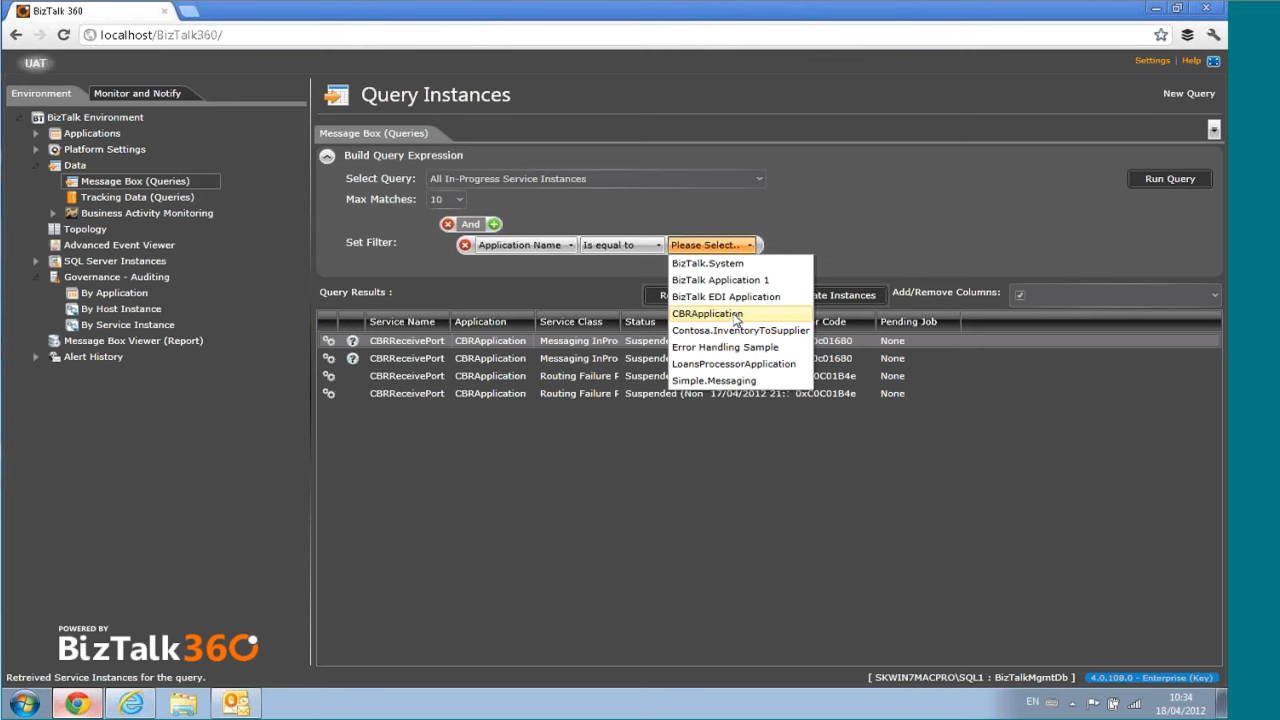 BizTalk 360
localhost/BizTalk360/
UAT
Settings | Help
Environment
Monitor and Notify
Query Instances
New Query
BizTalk Environment
Applications
Platform Settings
Data
Message Box (Queries)
Tracking Data (Queries)
Business Activity Monitoring
Topology
Advanced Event Viewer
SQL Server Instances
Governance - Auditing
By Application
By Host Instance
By Service Instance
Message Box Viewer (Report)
Alert History
Message Box (Queries)
Build Query Expression
Select Query: All In-Progress Service Instances
Run Query
Max Matches: 10
And
Set Filter: Application Name Is equal to Please Select..
BizTalk.System
BizTalk Application 1
BizTalk EDI Application
CBRApplication
Contosa.InventoryToSupplier
Error Handling Sample
LoansProcessorApplication
Simple.Messaging
Query Results : Instances Add/Remove Columns:
Service Name Application Service Class Status Code Pending Job
CBRReceivePort CBRApplication Messaging InPro Suspende 0c01680 None
CBRReceivePort CBRApplication Messaging InPro Suspende 0c01680 None
CBRReceivePort CBRApplication Routing Failure R Suspende 0C01B4e None
CBRReceivePort CBRApplication Routing Failure R Suspended (Non 17/04/2012 21: 0xC0C01B4e None
POWERED BY
BizTalk360
Retreived Service Instances for the query.
[ SKWIN7MACPRO\SQL1 : BizTalkMgmtDb ]
4.0.108.0 - Enterprise (Key)
EN
10:34
18/04/2012